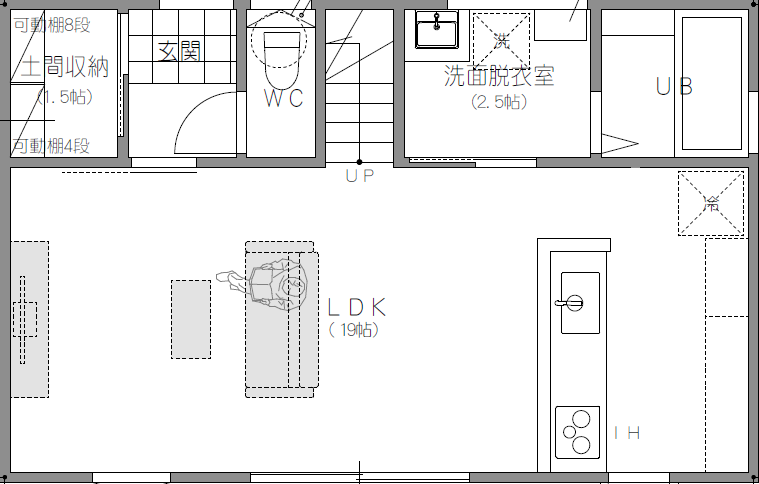 可動棚8段
土間収納
(1.5帖)
可動棚4段
玄関
WC
UP
洗
洗面脱衣室
(2.5帖)
UB
冷
LDK
(19帖)
IH